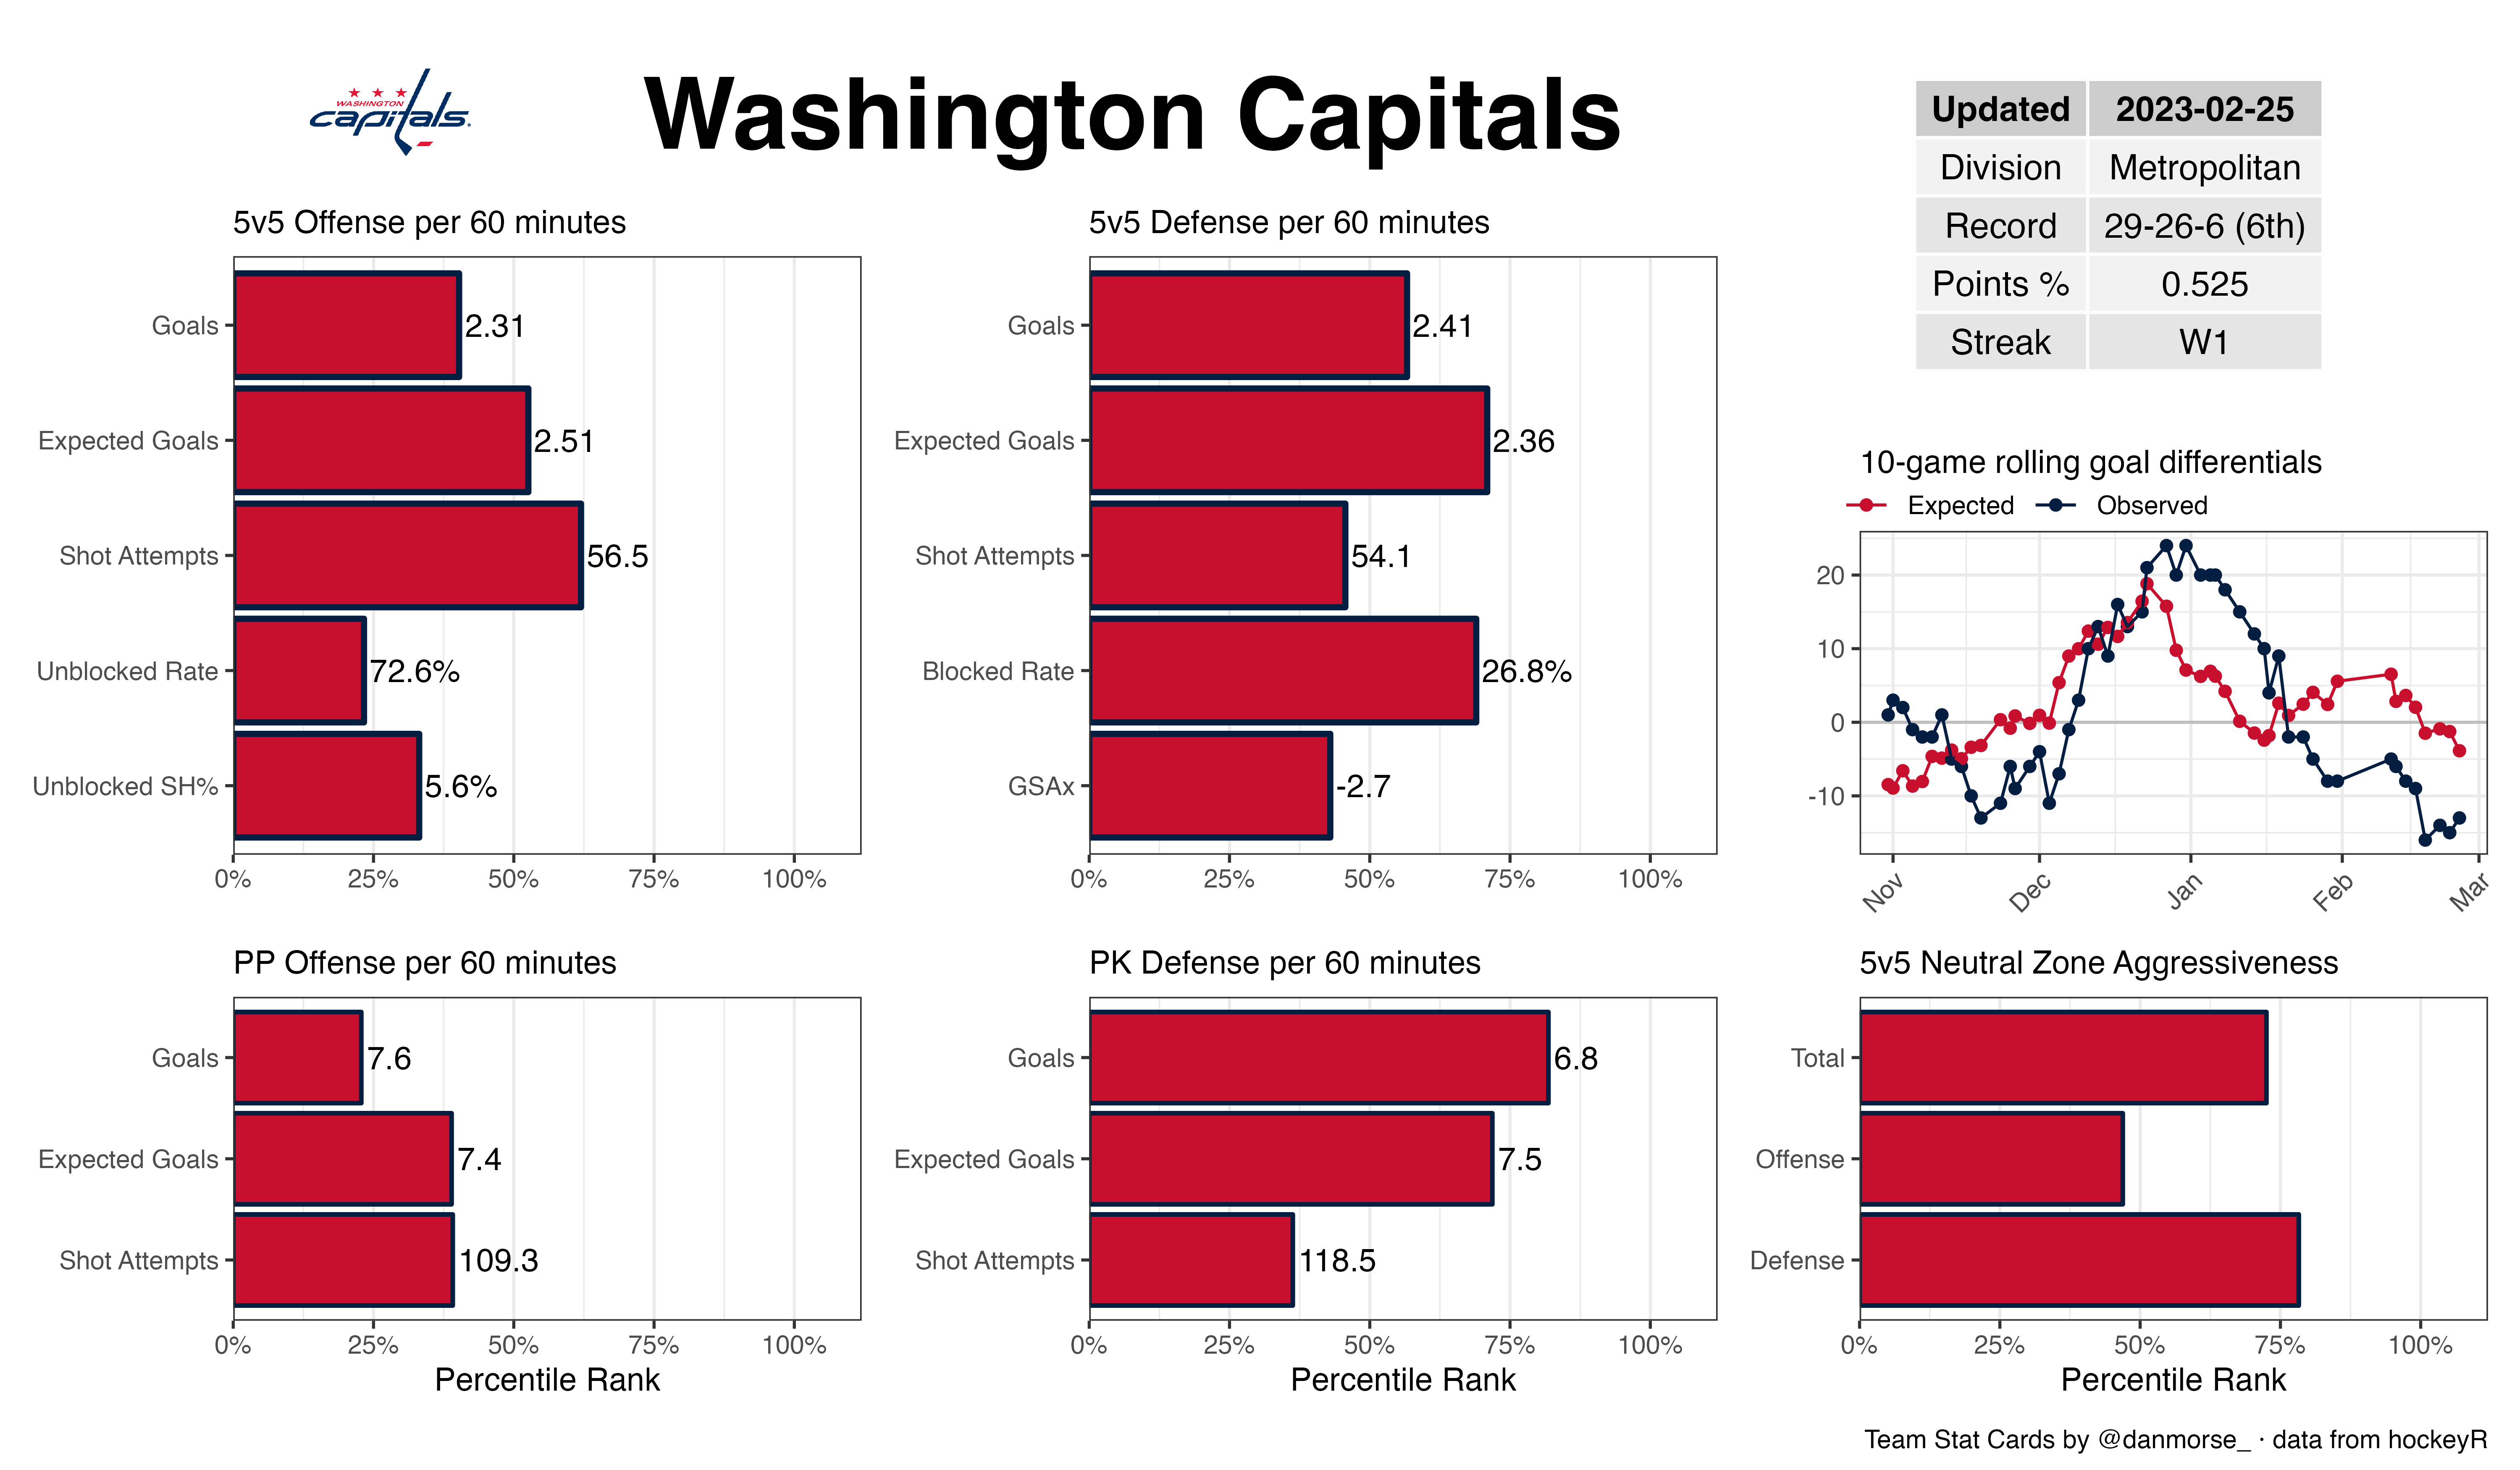 WASHINGTON
capitals.
Washington Capitals
Updated 2023-02-25
Division Metropolitan
Record 29-26-6 (6th)
Points % 0.525
Streak W1
5v5 Offense per 60 minutes
Goals 2.31
Expected Goals 2.51
Shot Attempts 56.5
Unblocked Rate 72.6%
Unblocked SH% 5.6%
0% 25% 50% 75% 100%
5v5 Defense per 60 minutes
Goals 2.41
Expected Goals 2.36
Shot Attempts 54.1
Blocked Rate 26.8%
GSAx -2.7
0% 25% 50% 75% 100%
10-game rolling goal differentials
Expected Observed
20
10
0
-10
Nov Dec Jan Feb Mar
PP Offense per 60 minutes
Goals 7.6
Expected Goals 7.4
Shot Attempts 109.3
0% 25% 50% 75% 100%
Percentile Rank
PK Defense per 60 minutes
Goals 6.8
Expected Goals 7.5
Shot Attempts 118.5
0% 25% 50% 75% 100%
Percentile Rank
5v5 Neutral Zone Aggressiveness
Total
Offense
Defense
0% 25% 50% 75% 100%
Percentile Rank
Team Stat Cards by @danmorse_ · data from hockeyR